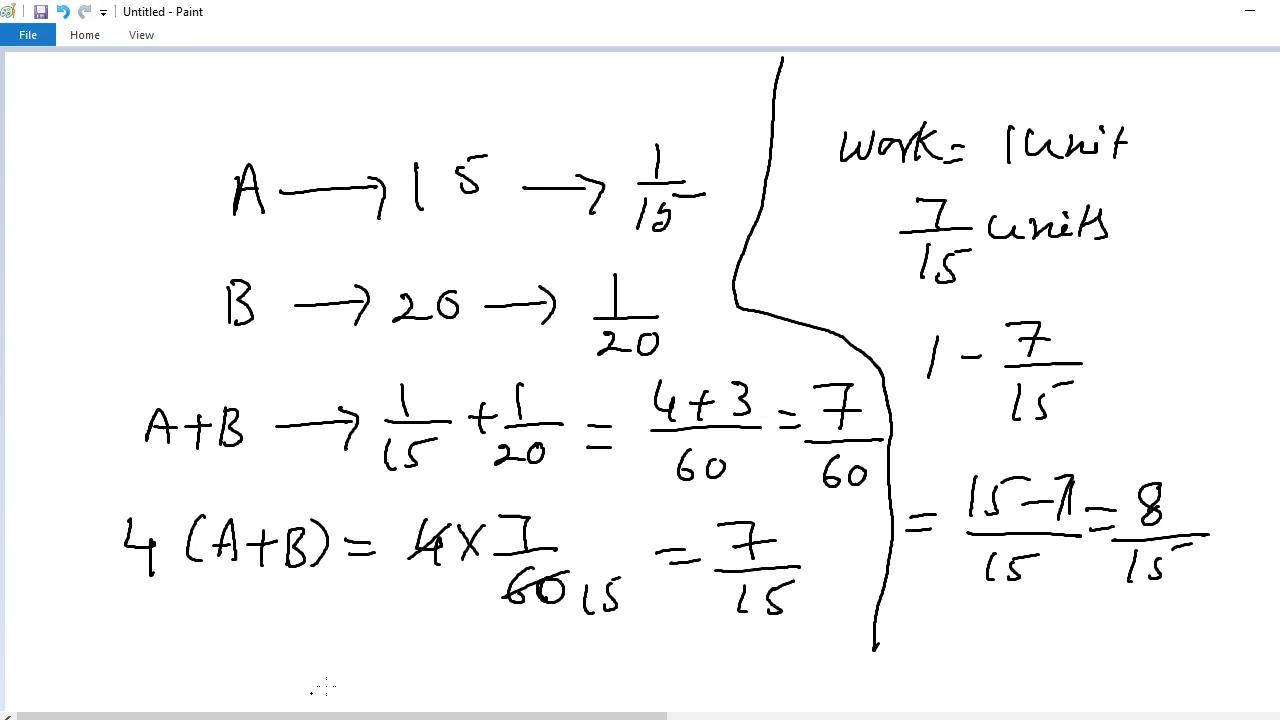 Untitled - Paint
File Home View
A → 15 → 1/15
B → 20 → 1/20
A+B → 1/15 + 1/20 = 4+3/60 = 7/60
4 (A+B) = 4 x 7/60 15 = 7/15
Work = 1 unit
7/15 units
1 - 7/15
= 15-7/15 = 8/15